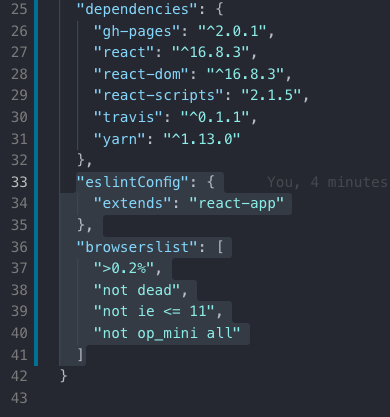 25 "dependencies": {
26 "gh-pages": "^2.0.1",
27 "react": "^16.8.3",
28 "react-dom": "^16.8.3",
29 "react-scripts": "2.1.5",
30 "travis": "^0.1.1",
31 "yarn": "^1.13.0"
32 },
33 "eslintConfig": { You, 4 minutes
34 "extends": "react-app"
35 },
36 "browserslist": [
37 ">0.2%",
38 "not dead",
39 "not ie <= 11",
40 "not op_mini all"
41 ]
42 }
43